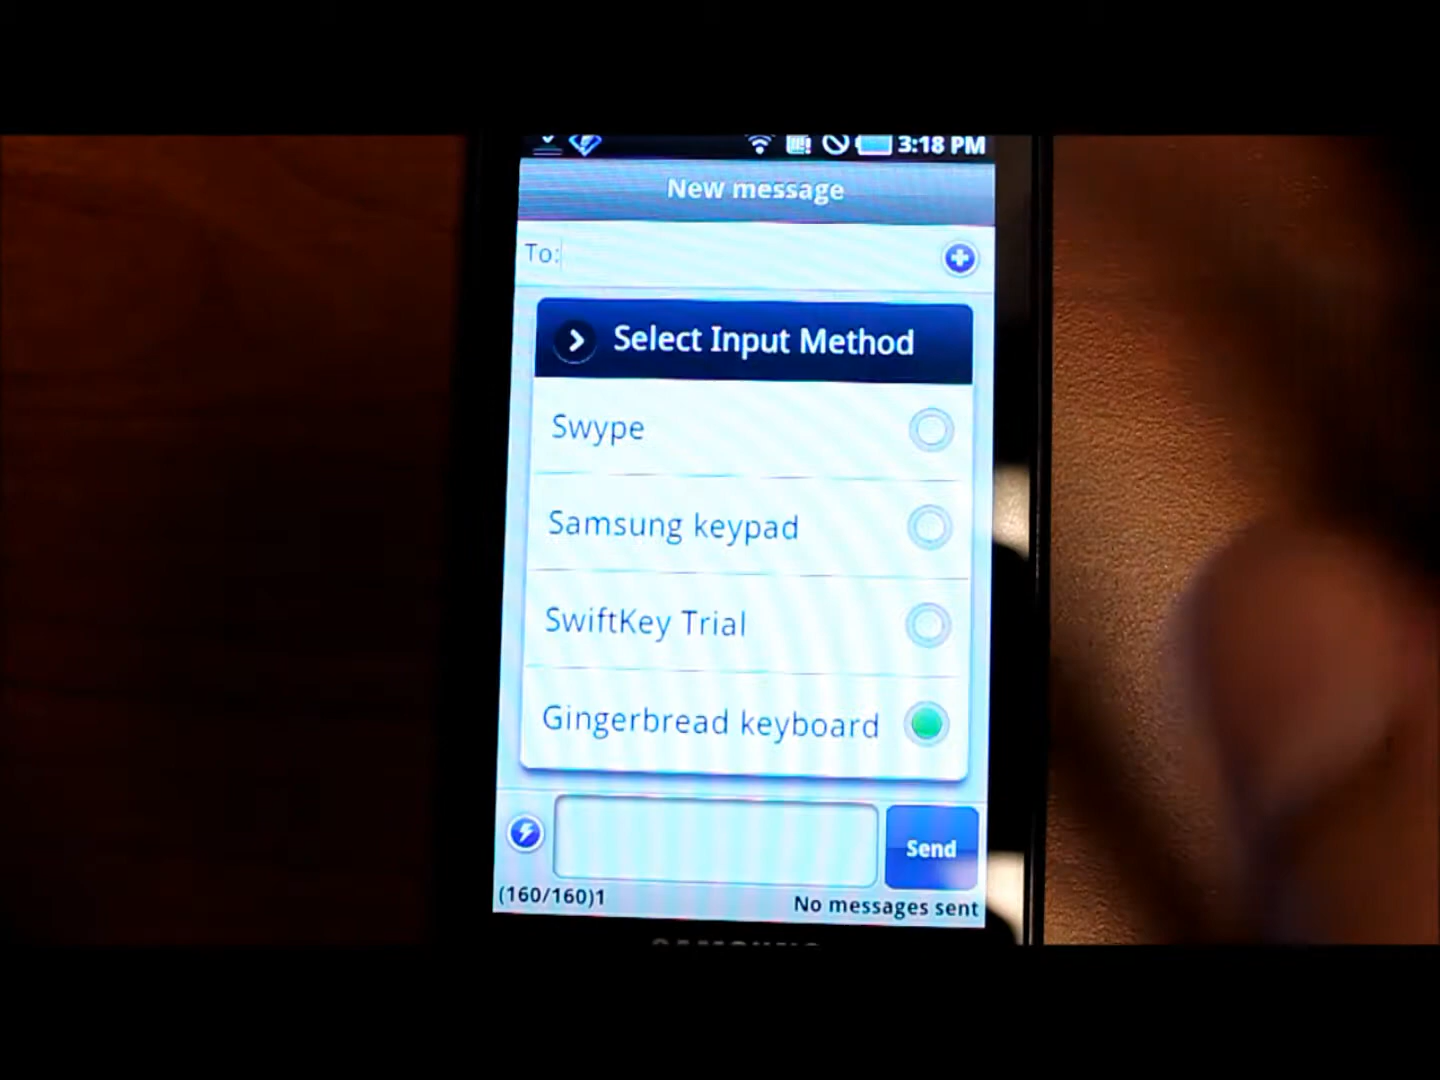 3:18 PM
New message
To:
Select Input Method
Swype
Samsung keypad
SwiftKey Trial
Gingerbread keyboard
Send
(160/160)1
No messages sent
SAMSUNG